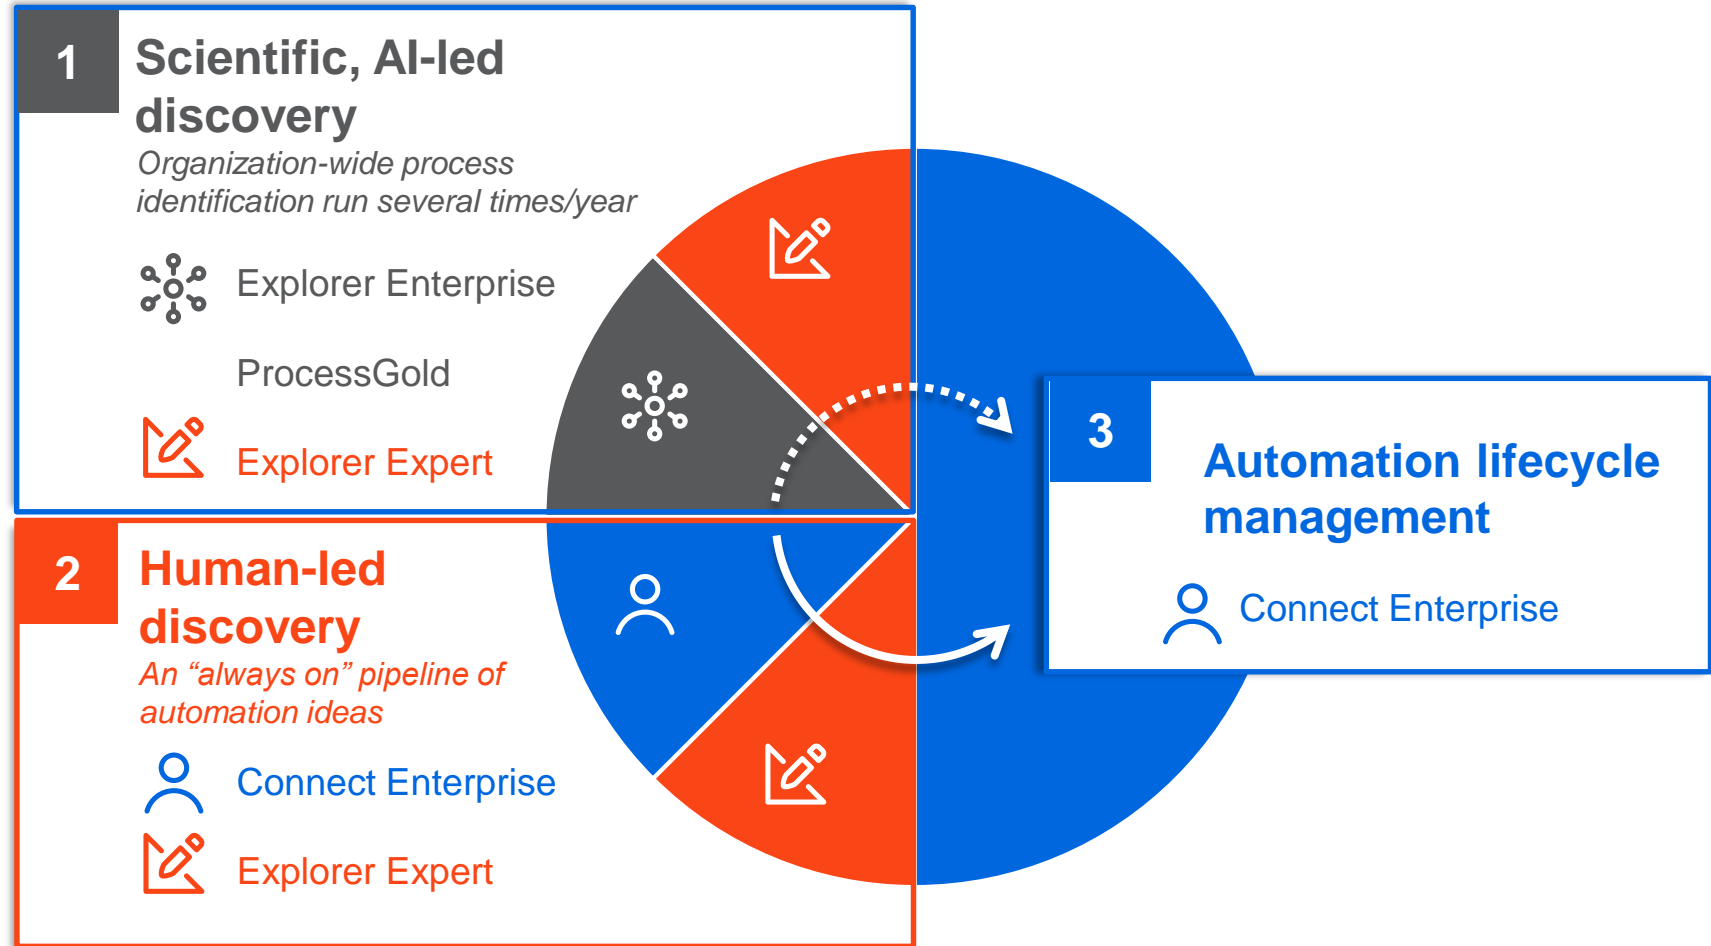 1
Scientific, AI-led
discovery
Organization-wide process
identification run several times/year
Explorer Enterprise
ProcessGold
Explorer Expert
2
Human-led
discovery
An “always on” pipeline of
automation ideas
Connect Enterprise
Explorer Expert
3
Automation lifecycle
management
Connect Enterprise